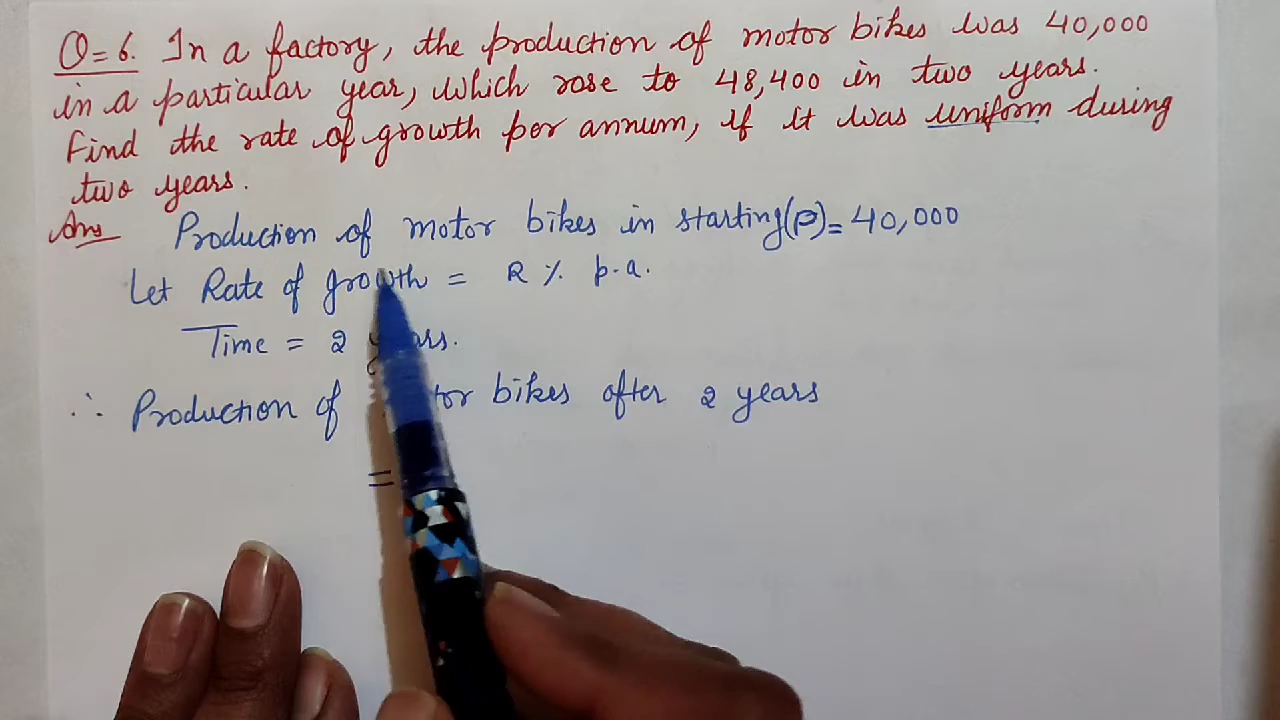 Q=6. In a factory, the production of motor bikes was 40,000
in a particular year, which rose to 48,400 in two years.
Find the rate of growth per annum, if it was uniform during
two years.
Ans Production of motor bikes in starting(P)=40,000
Let Rate of growth = R % p.a.
Time = 2 years.
∴ Production of motor bikes after 2 years
=